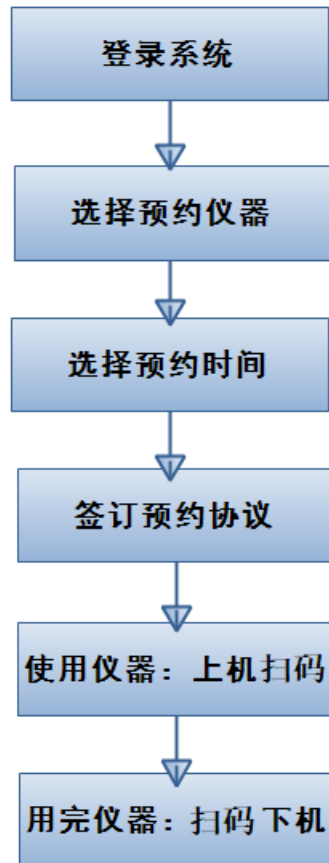 登录系统
选择预约仪器
选择预约时间
签订预约协议
使用仪器：上机扫码
用完仪器：扫码下机